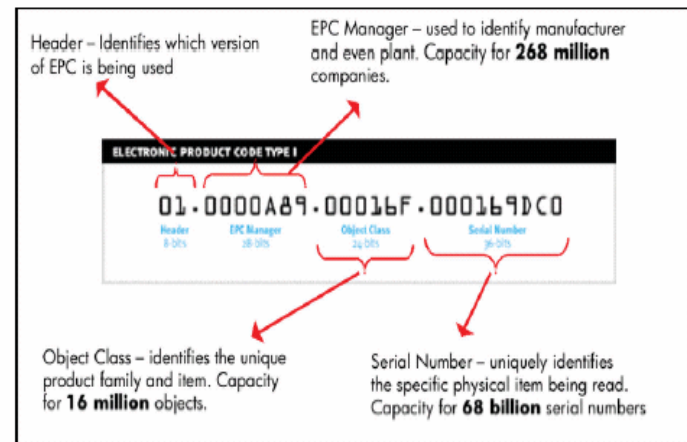 Header – Identifies which version
of EPC is being used
EPC Manager – used to identify manufacturer
and even plant. Capacity for 268 million
companies.
ELECTRONIC PRODUCT CODE TYPE I
01.0000A89.00016F.000169DC0
Header EPC Manager Object Class Serial Number
8-bits 28-bits 24-bits 36-bits
Object Class – identifies the unique
product family and item. Capacity
for 16 million objects.
Serial Number – uniquely identifies
the specific physical item being read.
Capacity for 68 billion serial numbers